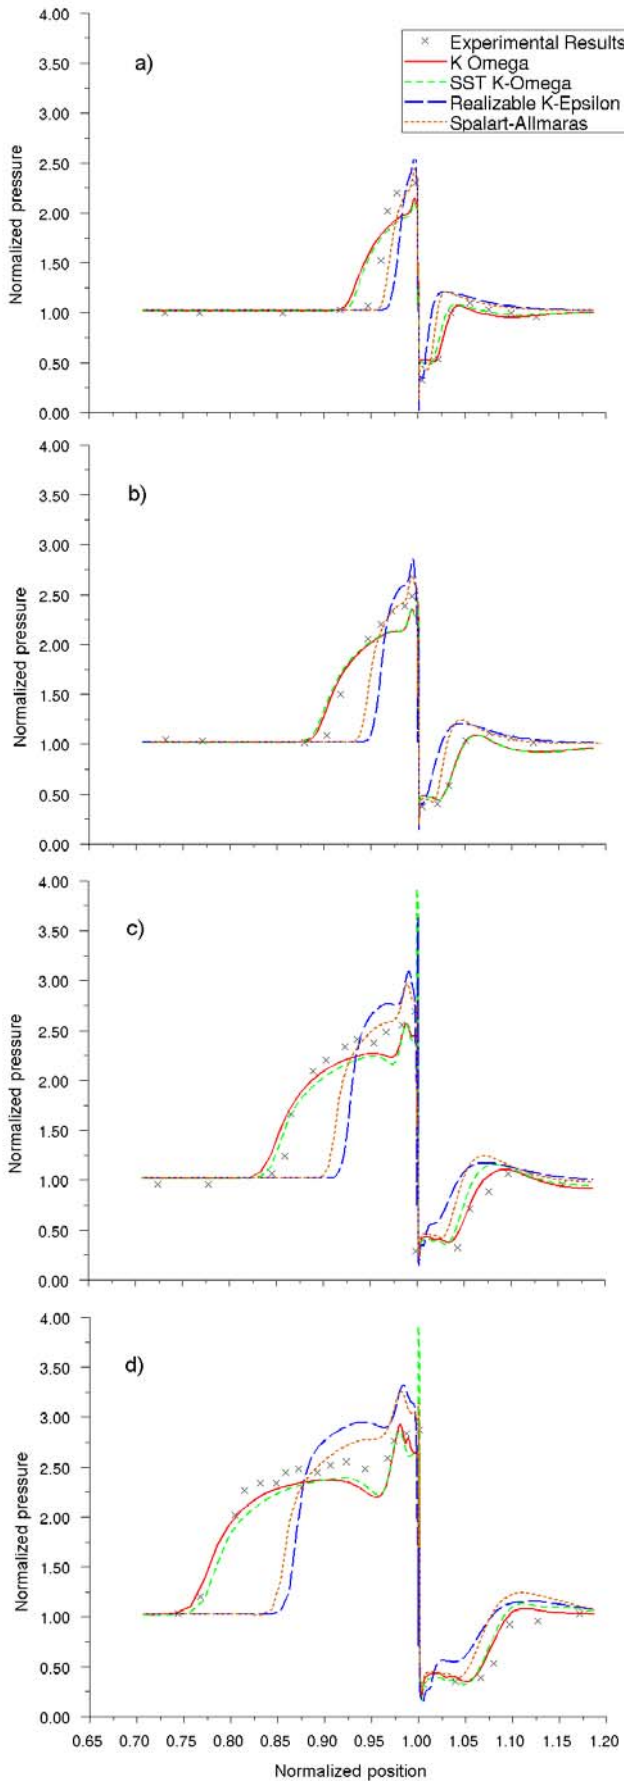 4.00
3.50
3.00
2.50
2.00
1.50
1.00
0.50
0.00
Normalized pressure
a)
Experimental Results
K Omega
SST K-Omega
Realizable K-Epsilon
Spalart-Allmaras
4.00
3.50
3.00
2.50
2.00
1.50
1.00
0.50
0.00
Normalized pressure
b)
4.00
3.50
3.00
2.50
2.00
1.50
1.00
0.50
0.00
Normalized pressure
c)
4.00
3.50
3.00
2.50
2.00
1.50
1.00
0.50
0.00
Normalized pressure
d)
0.65 0.70 0.75 0.80 0.85 0.90 0.95 1.00 1.05 1.10 1.15 1.20
Normalized position